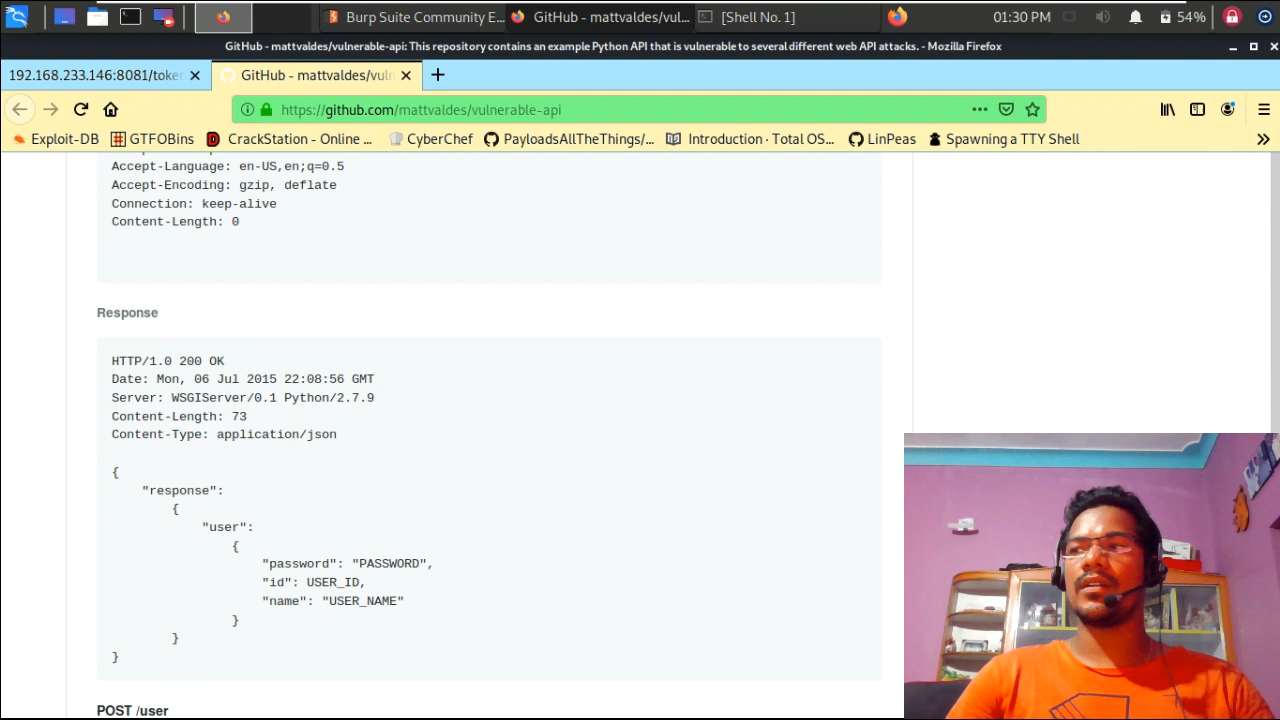 Burp Suite Community E...
GitHub - mattvaldes/vul...
[Shell No. 1]
01:30 PM
54%
GitHub - mattvaldes/vulnerable-api: This repository contains an example Python API that is vulnerable to several different web API attacks. - Mozilla Firefox
192.168.233.146:8081/toke
GitHub - mattvaldes/vuln
https://github.com/mattvaldes/vulnerable-api
Exploit-DB
GTFOBins
CrackStation - Online ...
CyberChef
PayloadsAllTheThings/...
Introduction · Total OS...
LinPeas
Spawning a TTY Shell
Accept-Language: en-US,en;q=0.5
Accept-Encoding: gzip, deflate
Connection: keep-alive
Content-Length: 0
Response
HTTP/1.0 200 OK
Date: Mon, 06 Jul 2015 22:08:56 GMT
Server: WSGIServer/0.1 Python/2.7.9
Content-Length: 73
Content-Type: application/json
{
"response":
{
"user":
{
"password": "PASSWORD",
"id": USER_ID,
"name": "USER_NAME"
}
}
}
POST /user